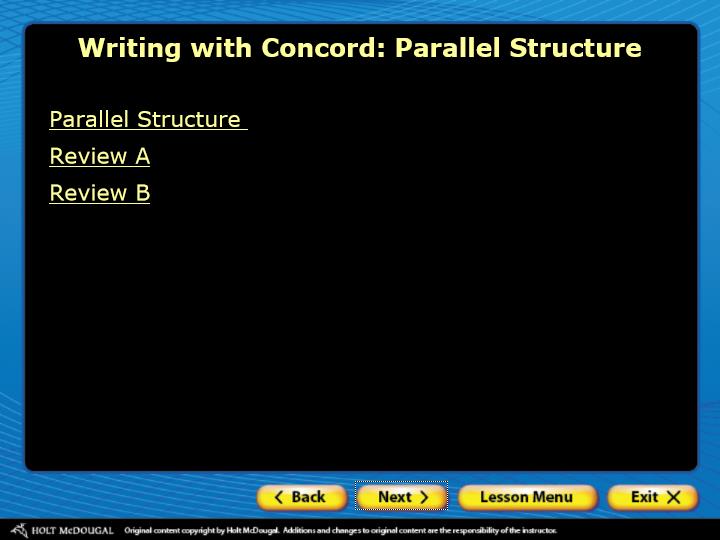 Writing with Concord: Parallel Structure
Parallel Structure
Review A
Review B
Back
Next
Lesson Menu
Exit
HOLT McDOUGAL
Original content copyright by Holt McDougal. Additions and changes to original content are the responsibility of the instructor.